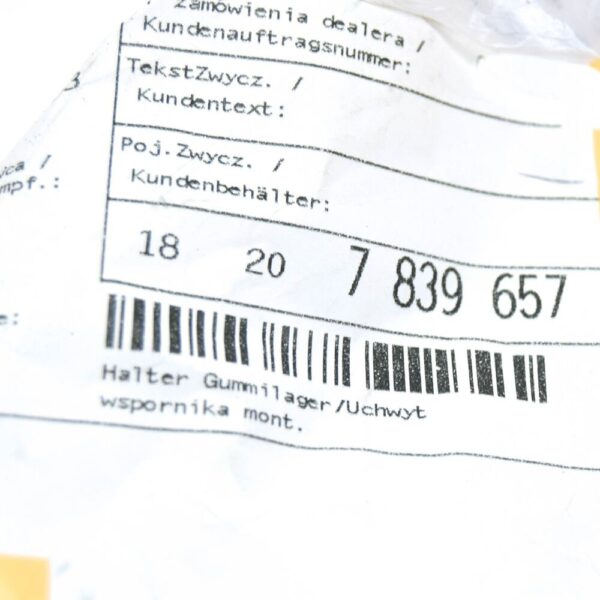 Zamówienia dealera /
Kundenauftragsnummer:
TekstZwycz. /
Kundentext:
Poj.Zwycz. /
Kundenbehälter:
18 20 7 839 657
Halter Gummilager/Uchwyt
wspornika mont.